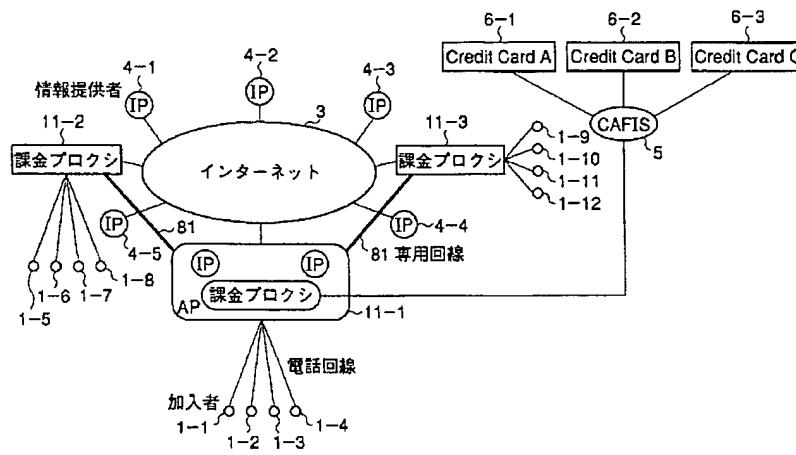 6-1
6-2
6-3
Credit Card A
Credit Card B
Credit Card C
4-1
4-2
4-3
情報提供者
IP
IP
IP
3
11-2
11-3
課金プロクシ
インターネット
課金プロクシ
CAFIS
5
1-9
1-10
1-11
1-12
IP
4-5
81
IP
4-4
81 専用回線
IP
IP
課金プロクシ
AP
11-1
1-8
1-7
1-6
1-5
電話回線
加入者
1-1
1-2
1-3
1-4